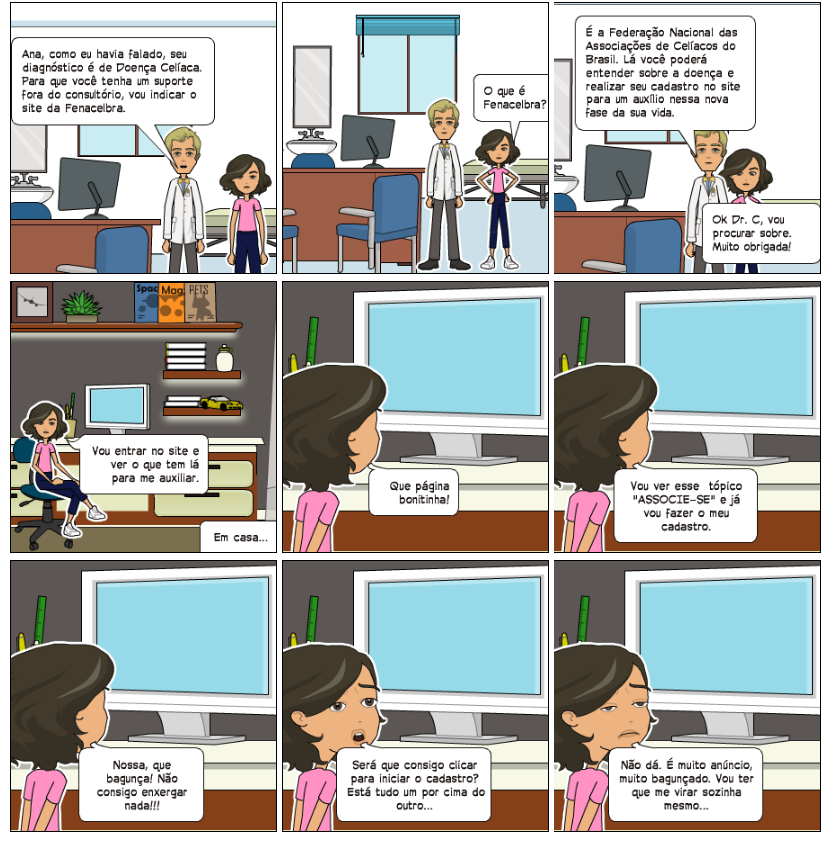 Ana, como eu havia falado, seu
diagnóstico é de Doença Celíaca.
Para que você tenha um suporte
fora do consultório, vou indicar o
site da Fenacelbra.
O que é
Fenacelbra?
É a Federação Nacional das
Associações de Celíacos do
Brasil. Lá você poderá
entender sobre a doença e
realizar seu cadastro no site
para um auxílio nessa nova
fase da sua vida.
Ok Dr. C, vou
procurar sobre.
Muito obrigada!
Spac
Mag
PETS
Vou entrar no site e
ver o que tem lá
para me auxiliar.
Em casa...
Que página
bonitinha!
Vou ver esse tópico
"ASSOCIE-SE" e já
vou fazer o meu
cadastro.
Nossa, que
bagunça! Não
consigo enxergar
nada!!!
Será que consigo clicar
para iniciar o cadastro?
Está tudo um por cima do
outro...
Não dá. É muito anúncio,
muito bagunçado. Vou ter
que me virar sozinha
mesmo...